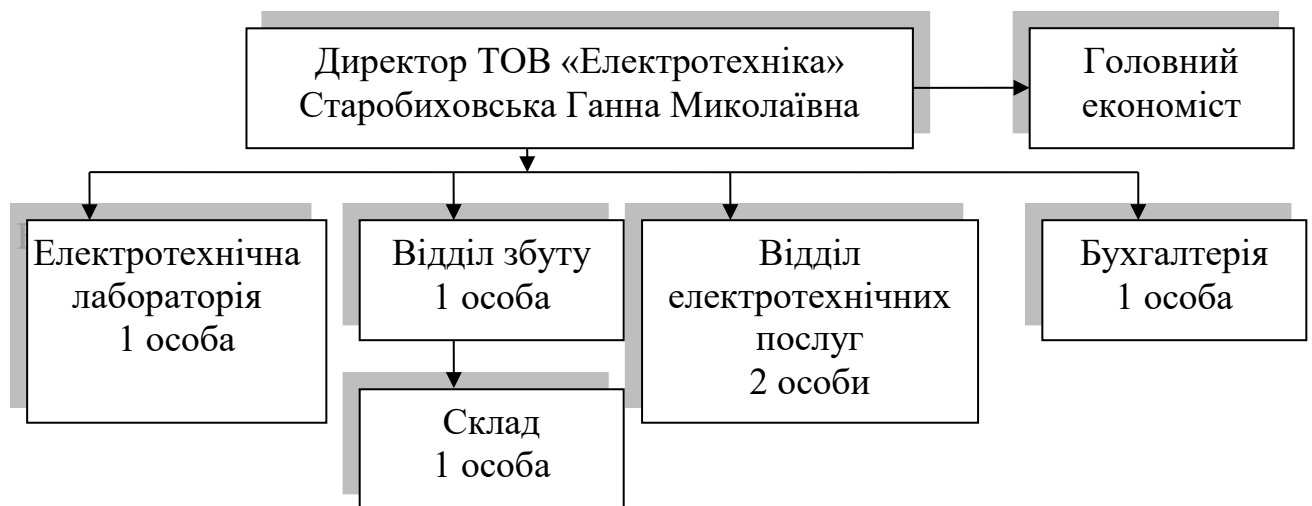 Директор ТОВ «Електротехніка»
Старобиховська Ганна Миколаївна
Головний
економіст
Електротехнічна
лабораторія
1 особа
Відділ збуту
1 особа
Відділ
електротехнічних
послуг
2 особи
Бухгалтерія
1 особа
Склад
1 особа